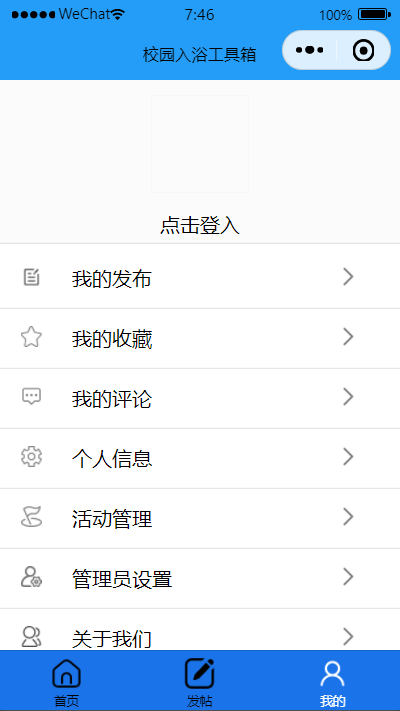 WeChat 7:46 100%
校园入浴工具箱
点击登入
我的发布
我的收藏
我的评论
个人信息
活动管理
管理员设置
关于我们
首页 发帖 我的